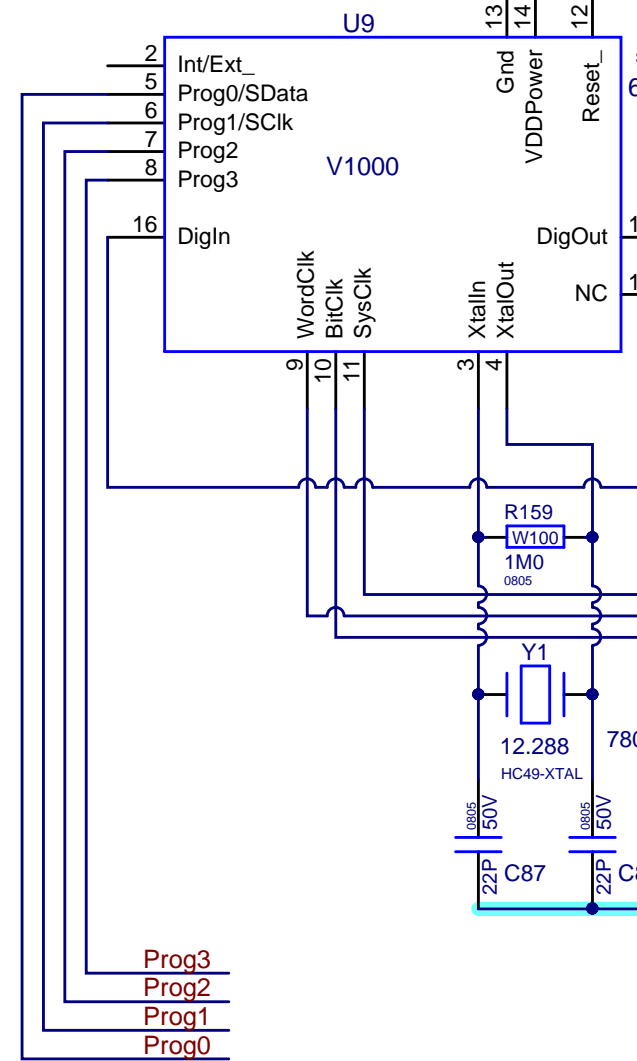 U9
13
14
12
2
Int/Ext_
5
Prog0/SData
6
Prog1/SClk
7
Prog2
8
Prog3
Gnd
VDDPower
Reset_
V1000
16
DigIn
DigOut
NC
WordClk
BitClk
SysClk
XtalIn
XtalOut
9
10
11
3
4
R159
W100
1M0
0805
Y1
12.288
HC49-XTAL
780
0805
50V
22P
C87
0805
50V
22P
Prog3
Prog2
Prog1
Prog0